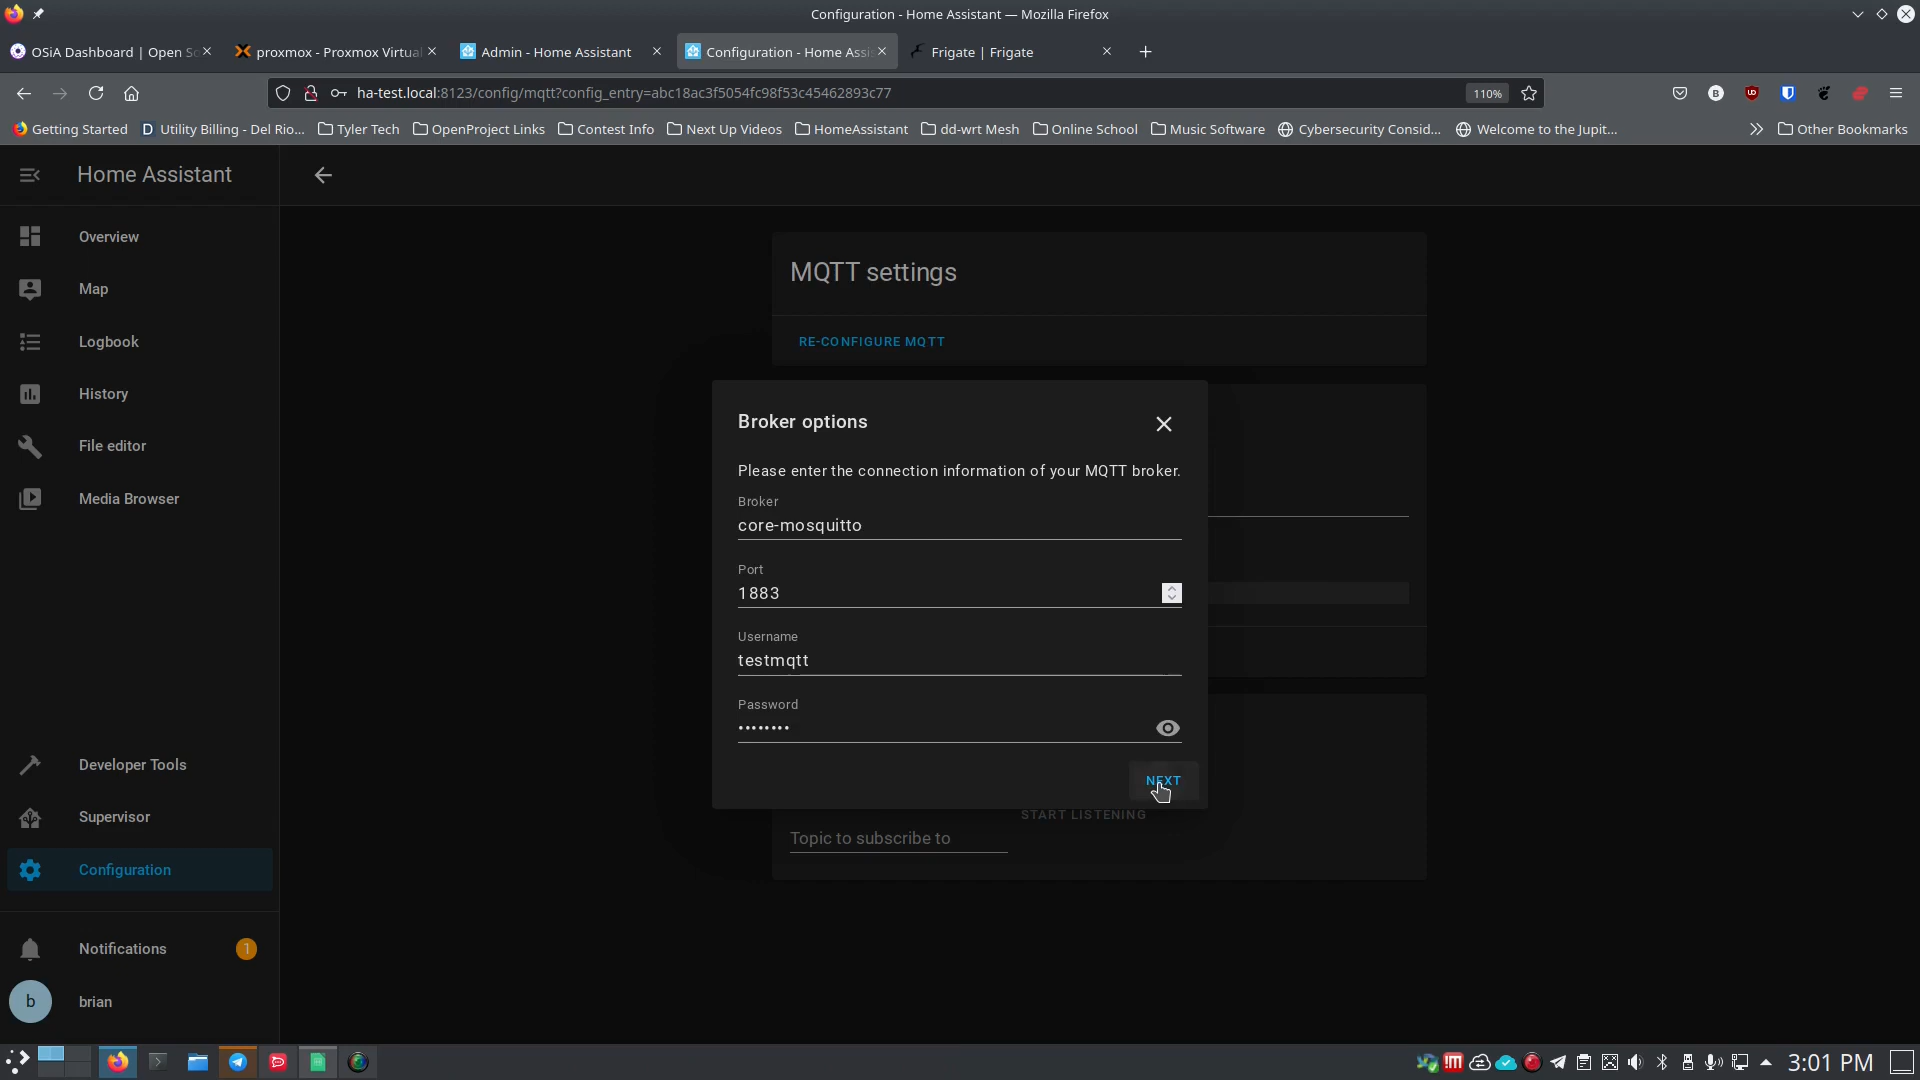 Configuration - Home Assistant — Mozilla Firefox
OSiA Dashboard | Open S
proxmox - Proxmox Virtual
Admin - Home Assistant
Configuration - Home Assis
Frigate | Frigate
ha-test.local:8123/config/mqtt?config_entry=abc18ac3f5054fc98f53c45462893c77
110%
Getting Started
Utility Billing - Del Rio...
Tyler Tech
OpenProject Links
Contest Info
Next Up Videos
HomeAssistant
dd-wrt Mesh
Online School
Music Software
Cybersecurity Consid...
Welcome to the Jupit...
Other Bookmarks
Home Assistant
Overview
Map
Logbook
History
File editor
Media Browser
Developer Tools
Supervisor
Configuration
Notifications
1
b
brian
MQTT settings
RE-CONFIGURE MQTT
Broker options
Please enter the connection information of your MQTT broker.
Broker
core-mosquitto
Port
1883
Username
testmqtt
Password
••••••••
NEXT
START LISTENING
Topic to subscribe to
3:01 PM